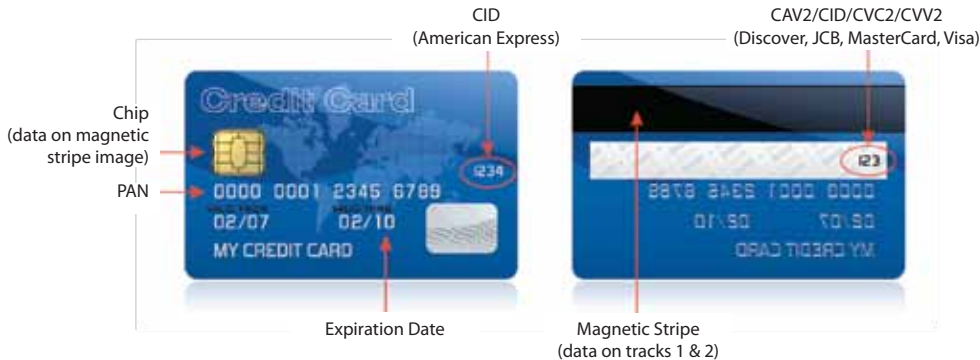 CID
(American Express)
CAV2/CID/CVC2/CVV2
(Discover, JCB, MasterCard, Visa)
Chip
(data on magnetic
stripe image)
PAN
Credit Card
1234
0000 0001 2345 6789
02/07 02/10
MY CREDIT CARD
123
0000 0001 2345 6789
02/07 02/10
MY CREDIT CARD
Expiration Date
Magnetic Stripe
(data on tracks 1 & 2)